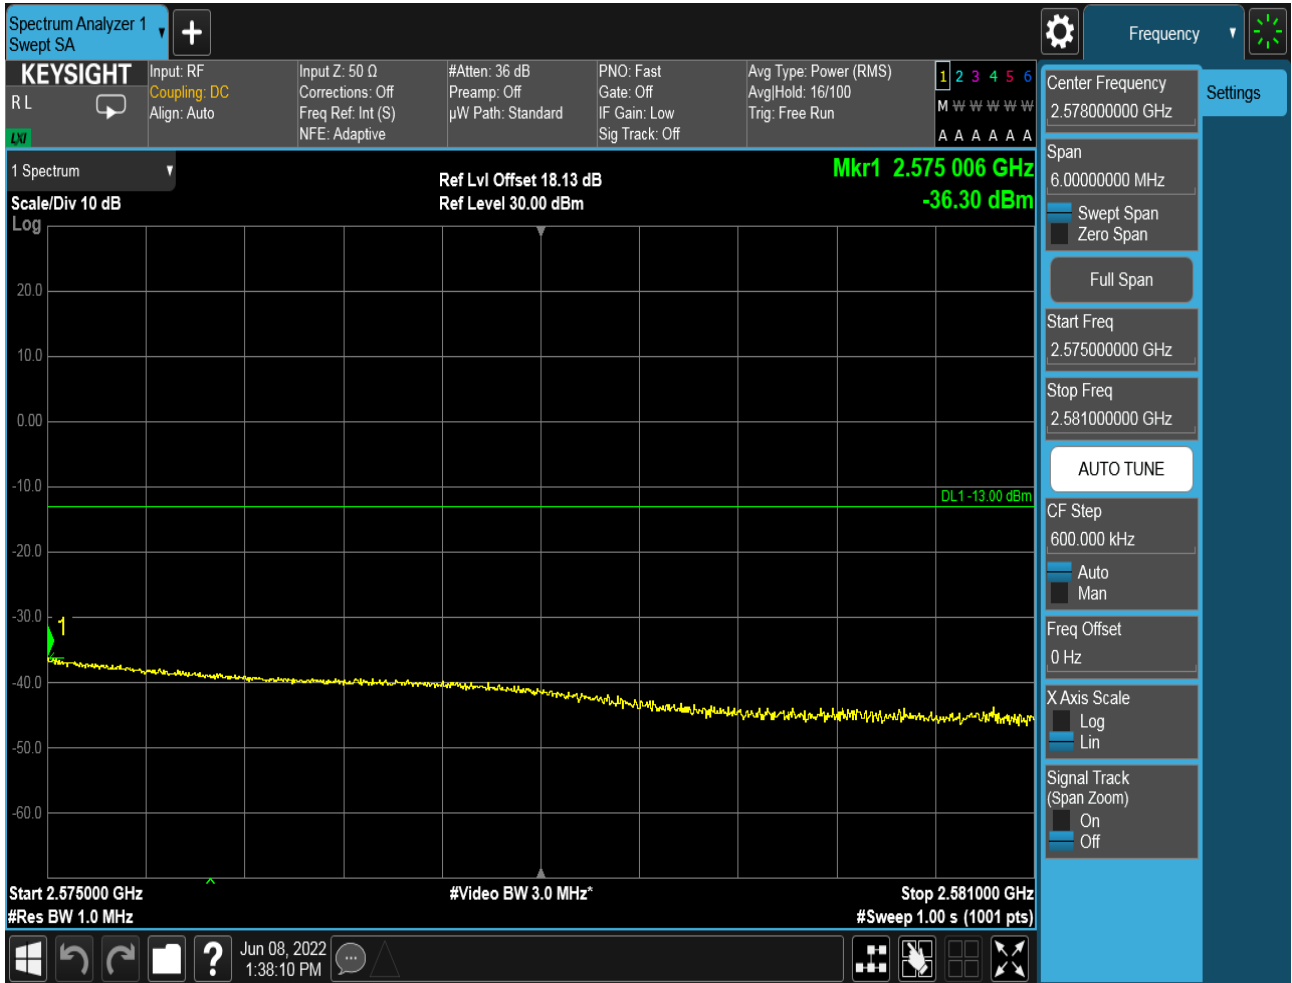 Spectrum Analyzer 1
Swept SA
Frequency
KEYSIGHT
R L
LXI
Input: RF
Coupling: DC
Align: Auto
Input Z: 50 Ω
Corrections: Off
Freq Ref: Int (S)
NFE: Adaptive
#Atten: 36 dB
Preamp: Off
µW Path: Standard
PNO: Fast
Gate: Off
IF Gain: Low
Sig Track: Off
Avg Type: Power (RMS)
Avg|Hold: 16/100
Trig: Free Run
1 2 3 4 5 6
M W W W W W
A A A A A A
1 Spectrum
Scale/Div 10 dB
Log
Ref Lvl Offset 18.13 dB
Ref Level 30.00 dBm
Mkr1 2.575 006 GHz
-36.30 dBm
20.0
10.0
0.00
-10.0
DL1 -13.00 dBm
-20.0
-30.0
1
-40.0
-50.0
-60.0
Start 2.575000 GHz
#Video BW 3.0 MHz*
Stop 2.581000 GHz
#Res BW 1.0 MHz
#Sweep 1.00 s (1001 pts)
Center Frequency
2.578000000 GHz
Settings
Span
6.00000000 MHz
Swept Span
Zero Span
Full Span
Start Freq
2.575000000 GHz
Stop Freq
2.581000000 GHz
AUTO TUNE
CF Step
600.000 kHz
Auto
Man
Freq Offset
0 Hz
X Axis Scale
Log
Lin
Signal Track
(Span Zoom)
On
Off
?
Jun 08, 2022
1:38:10 PM